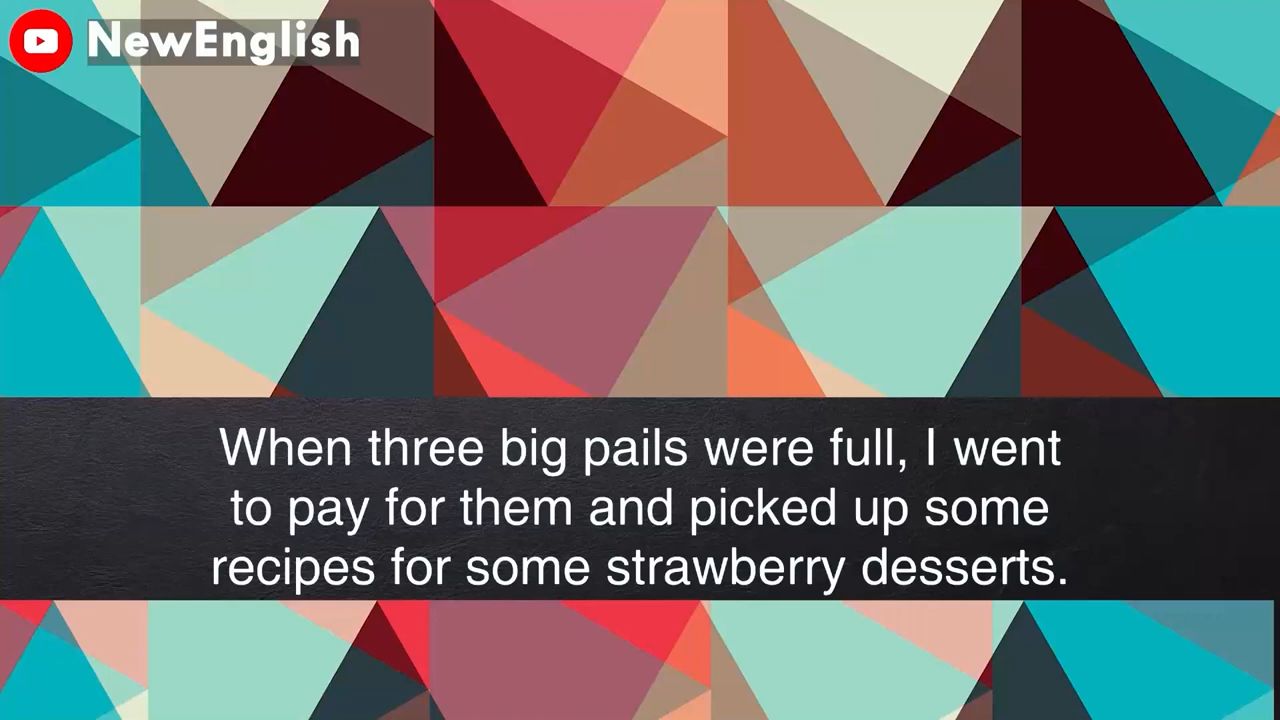 NewEnglish
When three big pails were full, I went
to pay for them and picked up some
recipes for some strawberry desserts.